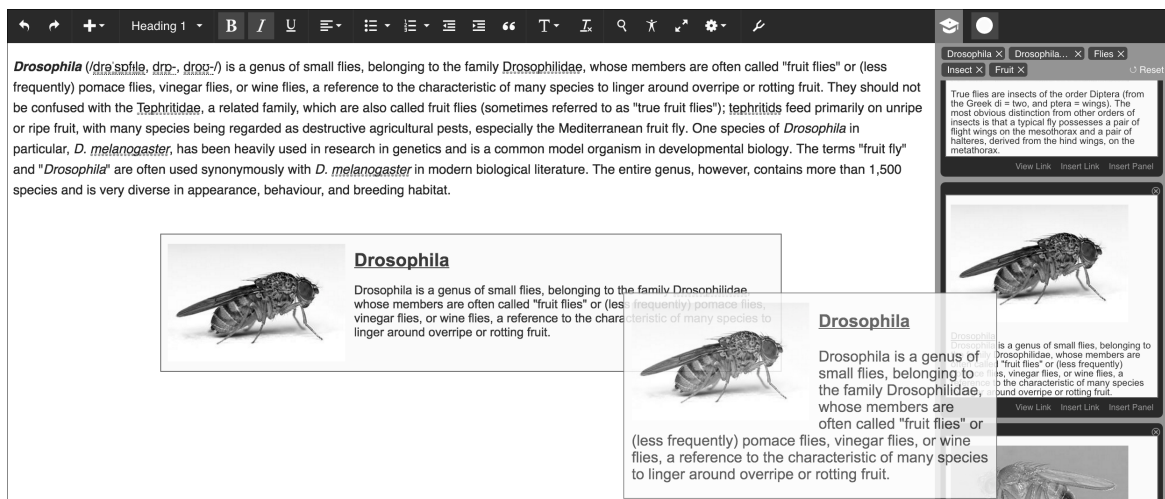 Heading 1
B I U
T
Drosophila (/drəˈsɒfɪlə, drɒ-, droʊ-/) is a genus of small flies, belonging to the family Drosophilidae, whose members are often called "fruit flies" or (less
frequently) pomace flies, vinegar flies, or wine flies, a reference to the characteristic of many species to linger around overripe or rotting fruit. They should not
be confused with the Tephritidae, a related family, which are also called fruit flies (sometimes referred to as "true fruit flies"); tephritids feed primarily on unripe
or ripe fruit, with many species being regarded as destructive agricultural pests, especially the Mediterranean fruit fly. One species of Drosophila in
particular, D. melanogaster, has been heavily used in research in genetics and is a common model organism in developmental biology. The terms "fruit fly"
and "Drosophila" are often used synonymously with D. melanogaster in modern biological literature. The entire genus, however, contains more than 1,500
species and is very diverse in appearance, behaviour, and breeding habitat.
Drosophila
Drosophila is a genus of small flies, belonging to the family Drosophilidae,
whose members are often called "fruit flies" or (less frequently) pomace flies,
vinegar flies, or wine flies, a reference to the characteristic of many species to
linger around overripe or rotting fruit.
Drosophila
Drosophila is a genus of
small flies, belonging to
the family Drosophilidae,
whose members are
often called "fruit flies" or
(less frequently) pomace flies, vinegar flies, or wine
flies, a reference to the characteristic of many species
to linger around overripe or rotting fruit.
Drosophila X Drosophila... X Flies X
Insect X Fruit X Reset
True flies are insects of the order Diptera (from
the Greek di = two, and ptera = wings). The
most obvious distinction from other orders of
insects is that a typical fly possesses a pair of
flight wings on the mesothorax and a pair of
halteres, derived from the hind wings, on the
metathorax.
View Link Insert Link Insert Panel
Drosophila
Drosophila is a genus of small flies, belonging to
Drosophilidae, whose members are
called "fruit flies" or (less frequently)
flies, vinegar flies, or wine flies, a
to the characteristic of many species
around overripe or rotting fruit.
View Link Insert Link Insert Panel